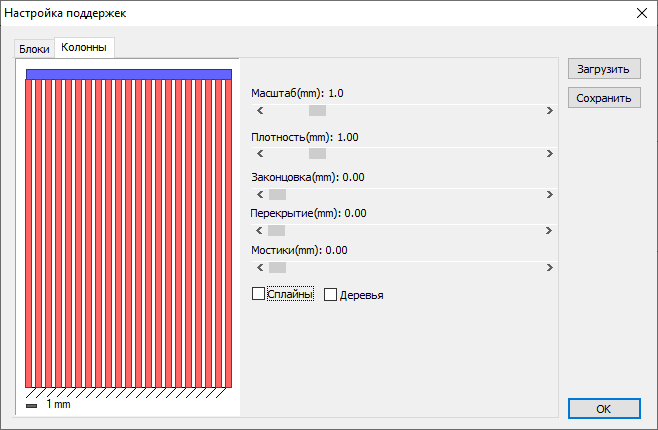 Настройка поддержек
Блоки Колонны
Масштаб(mm): 1.0
Плотность(mm): 1.00
Законцовка(mm): 0.00
Перекрытие(mm): 0.00
Мостики(mm): 0.00
Сплайны Деревья
1 mm
Загрузить
Сохранить
OK